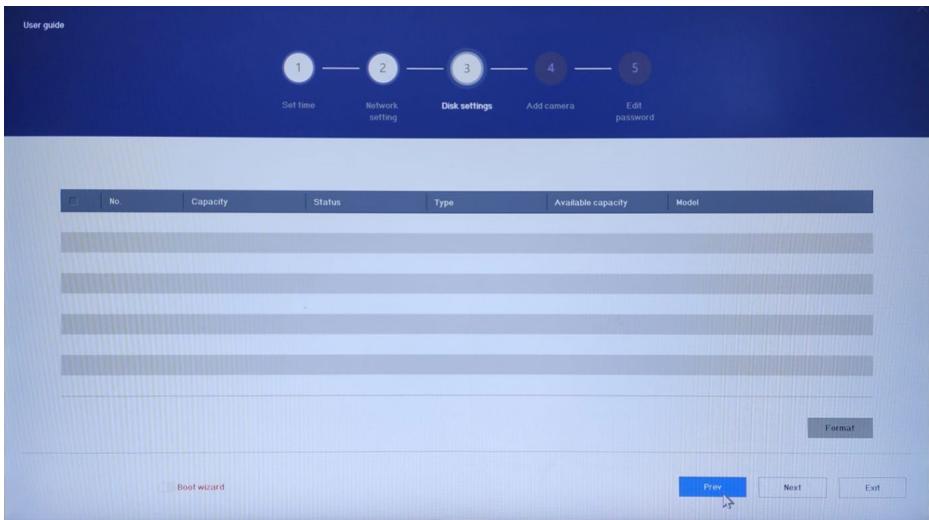 User guide
1
2
3
4
5
Set time
Network
setting
Disk settings
Add camera
Edit
password
No.
Capacity
Status
Type
Available capacity
Model
Format
Boot wizard
Prev
Next
Exit